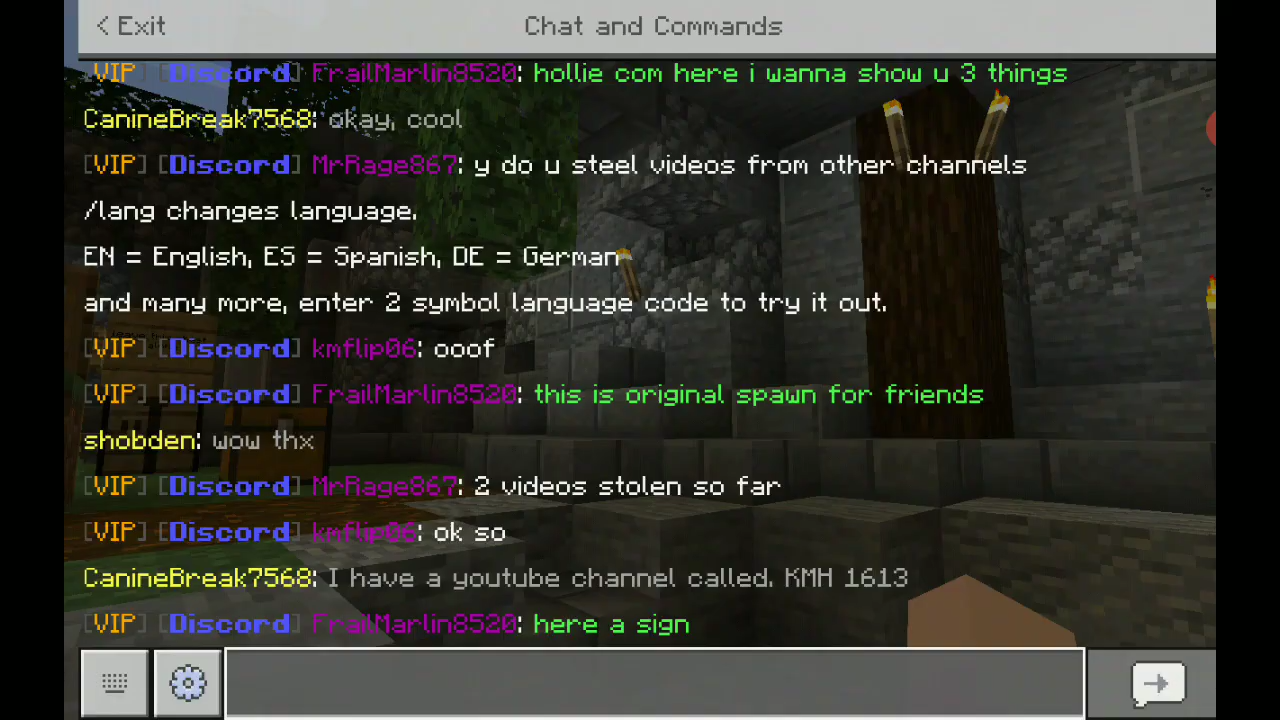 < Exit
Chat and Commands
[VIP] [Discord] FrailMarlin8520: hollie com here i wanna show u 3 things
CanineBreak7568: okay, cool
[VIP] [Discord] MrRage867: y do u steel videos from other channels
/lang changes language.
EN = English, ES = Spanish, DE = German
and many more, enter 2 symbol language code to try it out.
[VIP] [Discord] kmflip06: ooof
[VIP] [Discord] FrailMarlin8520: this is original spawn for friends
shobden: wow thx
[VIP] [Discord] MrRage867: 2 videos stolen so far
[VIP] [Discord] kmflip06: ok so
CanineBreak7568: I have a youtube channel called. KMH 1613
[VIP] [Discord] FrailMarlin8520: here a sign